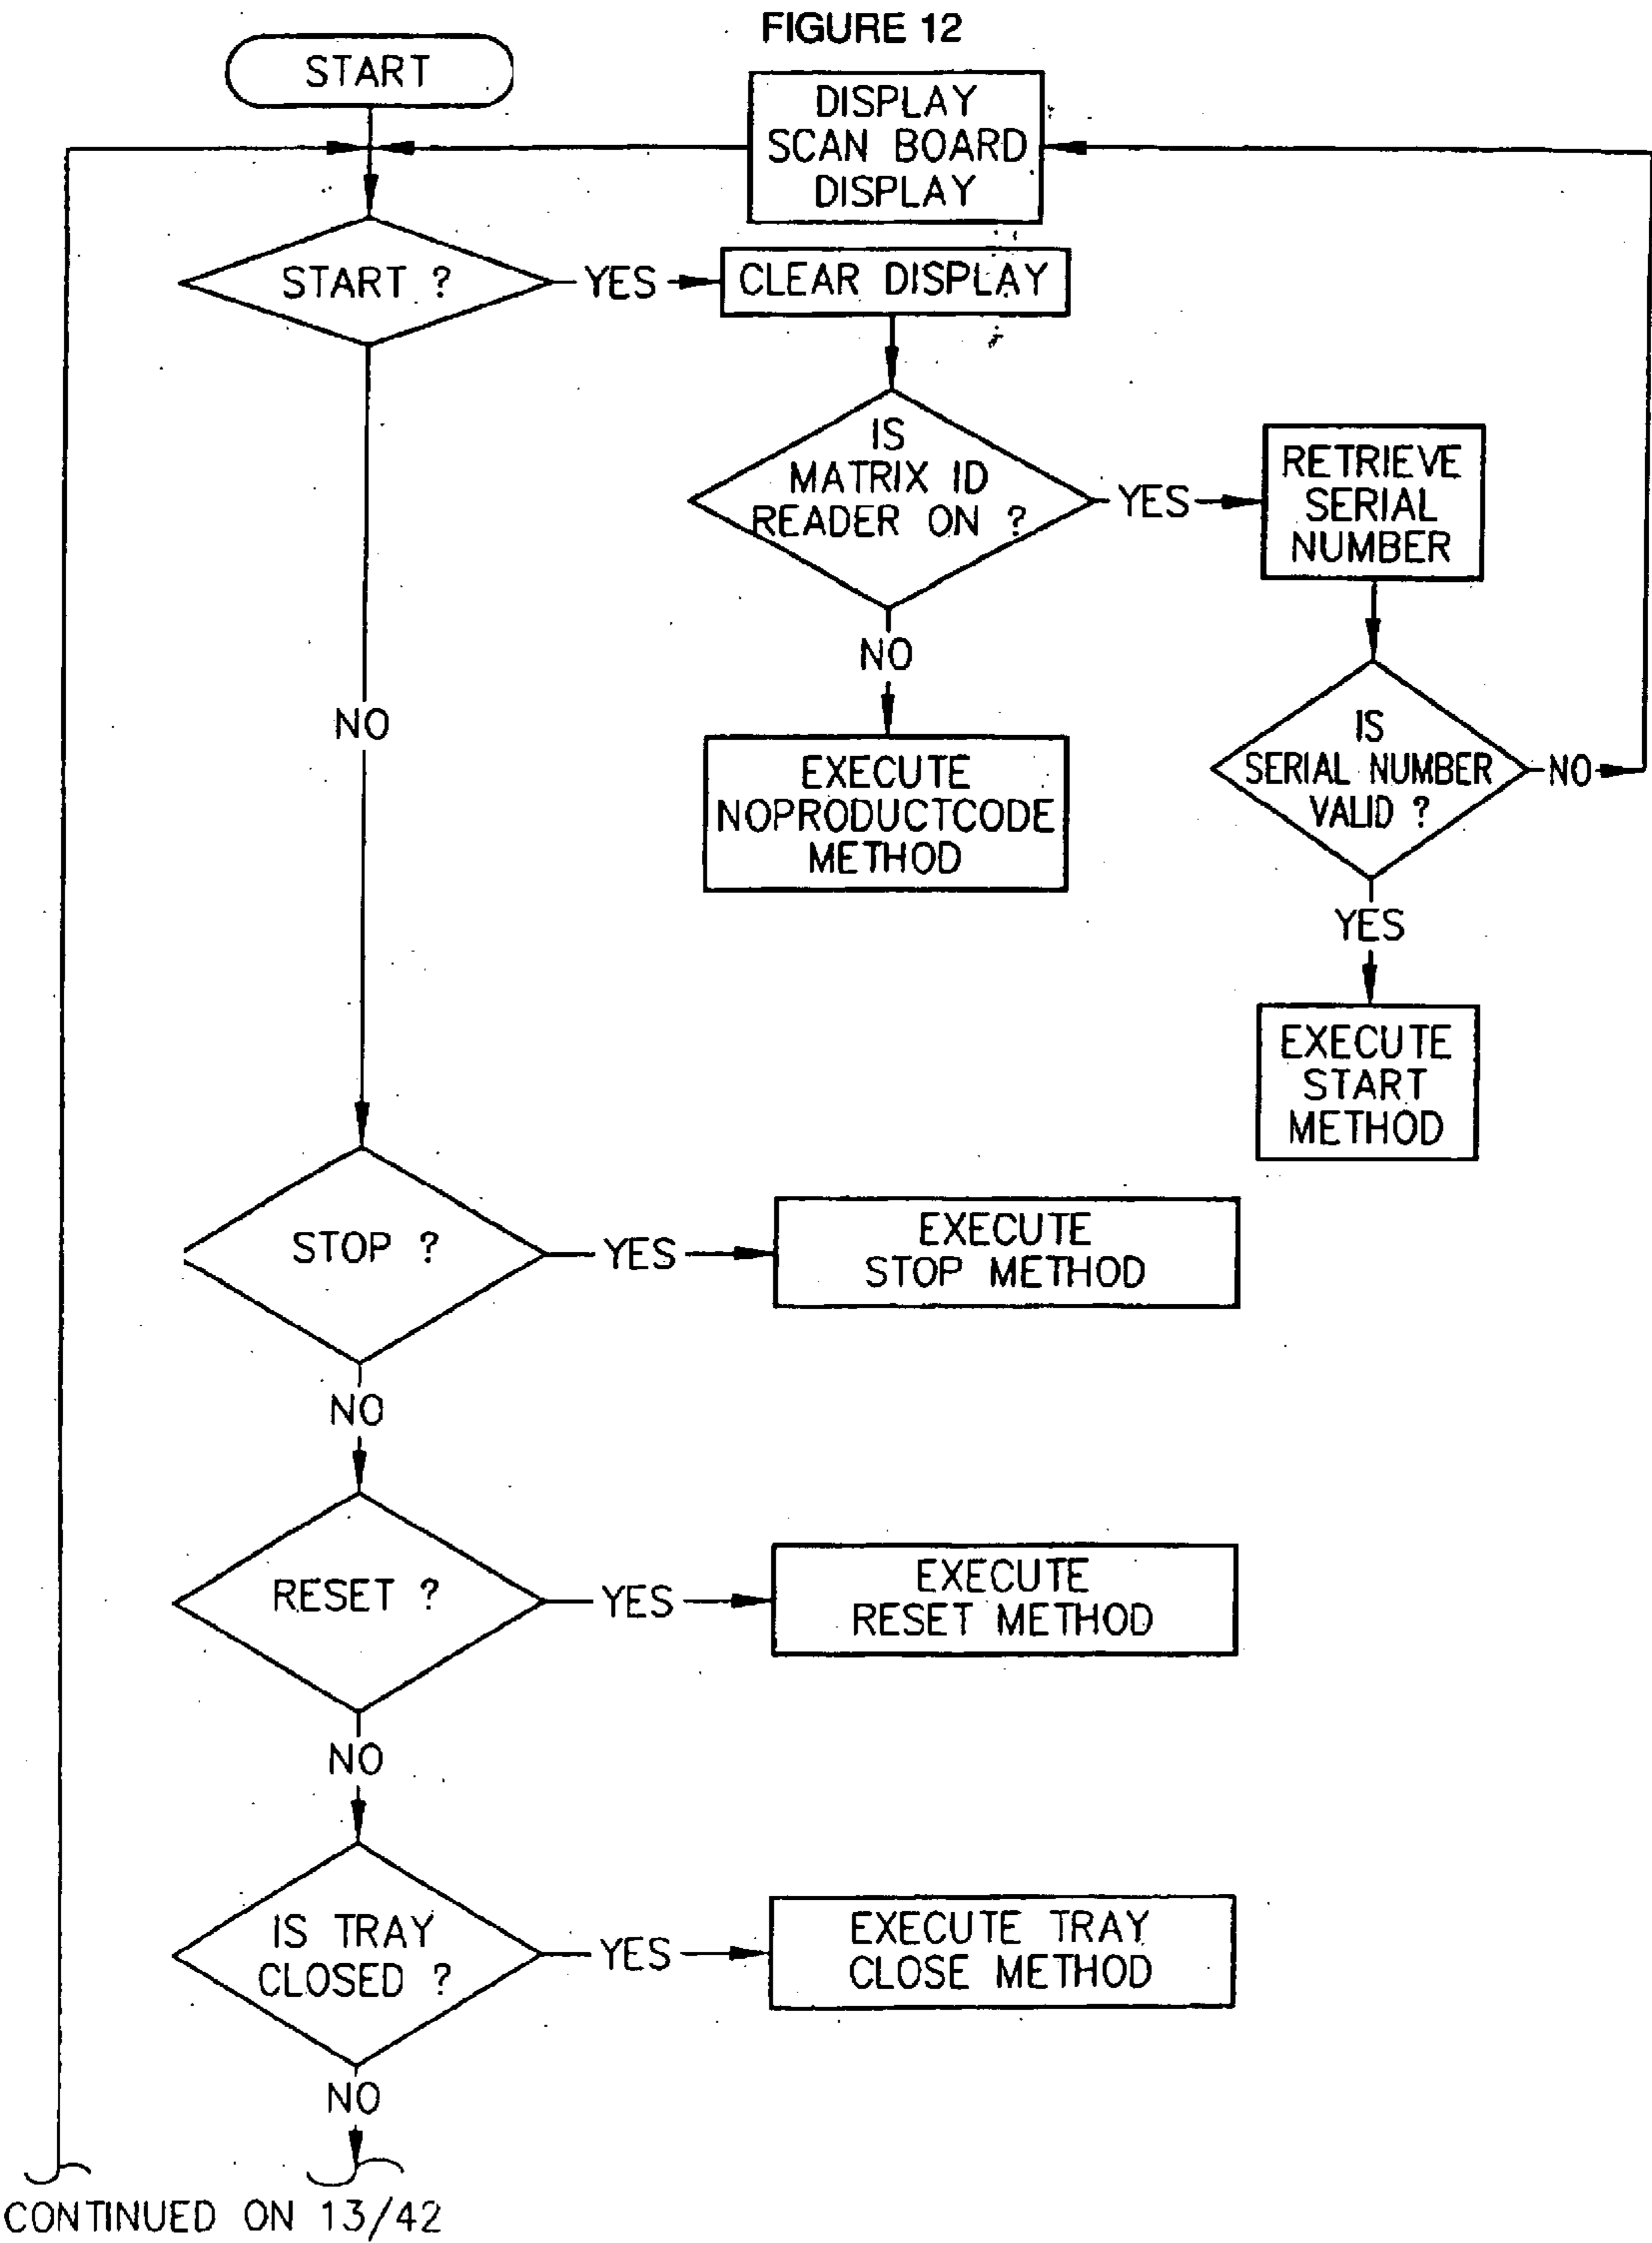 FIGURE 12
START
DISPLAY
SCAN BOARD
DISPLAY
START ?
YES
CLEAR DISPLAY
IS
MATRIX ID
READER ON ?
YES
RETRIEVE
SERIAL
NUMBER
NO
NO
EXECUTE
NOPRODUCTCODE
METHOD
IS
SERIAL NUMBER
VALID ?
NO
YES
EXECUTE
START
METHOD
STOP ?
YES
EXECUTE
STOP METHOD
NO
RESET ?
YES
EXECUTE
RESET METHOD
NO
IS TRAY
CLOSED ?
YES
EXECUTE TRAY
CLOSE METHOD
NO
CONTINUED ON 13/42